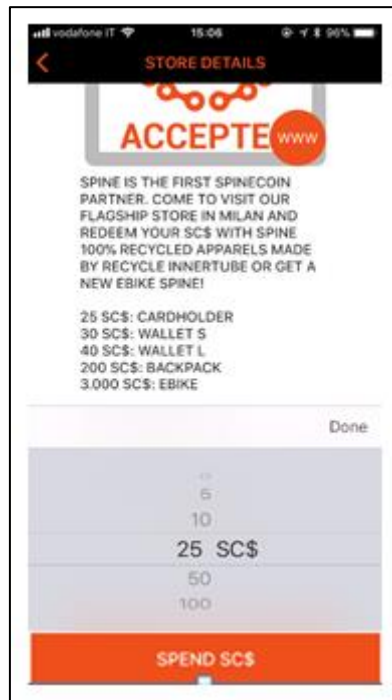 vodafone IT 15:06 96%
STORE DETAILS
ACCEPTE
www
SPINE IS THE FIRST SPINECOIN
PARTNER. COME TO VISIT OUR
FLAGSHIP STORE IN MILAN AND
REDEEM YOUR SC$ WITH SPINE
100% RECYCLED APPARELS MADE
BY RECYCLE INNERTUBE OR GET A
NEW EBIKE SPINE!
25 SC$: CARDHOLDER
30 SC$: WALLET S
40 SC$: WALLET L
200 SC$: BACKPACK
3.000 SC$: EBIKE
Done
5
10
25 SC$
50
100
SPEND SC$